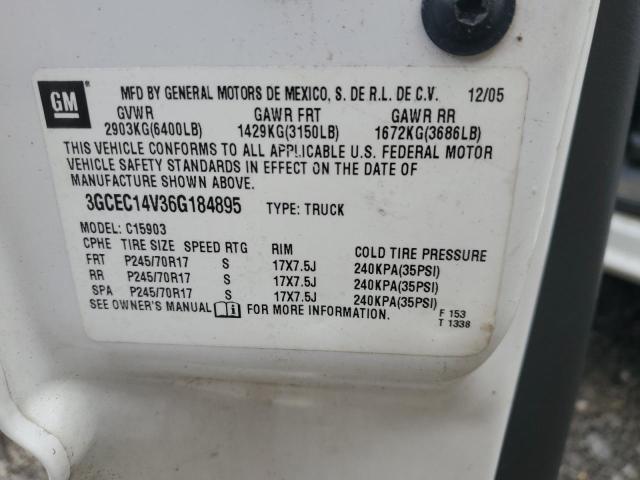 GM
MFD BY GENERAL MOTORS DE MEXICO, S. DE R.L. DE C.V. 12/05
GVWR GAWR FRT GAWR RR
2903KG(6400LB) 1429KG(3150LB) 1672KG(3686LB)
THIS VEHICLE CONFORMS TO ALL APPLICABLE U.S. FEDERAL MOTOR
VEHICLE SAFETY STANDARDS IN EFFECT ON THE DATE OF
MANUFACTURE SHOWN ABOVE.
3GCEC14V36G184895 TYPE: TRUCK
MODEL: C15903
CPHE TIRE SIZE SPEED RTG RIM COLD TIRE PRESSURE
FRT P245/70R17 S 17X7.5J 240KPA(35PSI)
RR P245/70R17 S 17X7.5J 240KPA(35PSI)
SPA P245/70R17 S 17X7.5J 240KPA(35PSI)
SEE OWNER'S MANUAL FOR MORE INFORMATION.
F 153
T 1338